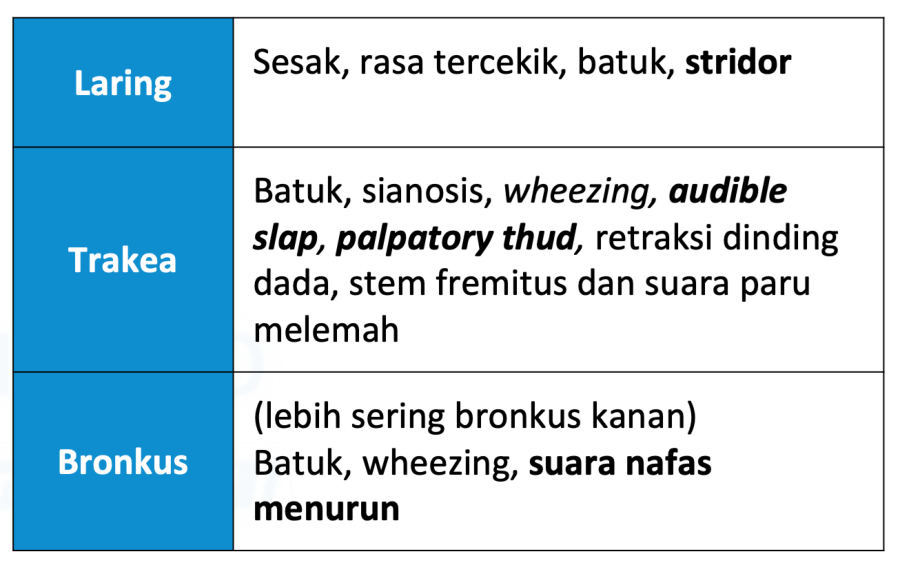 Laring
Sesak, rasa tercekik, batuk, stridor
Trakea
Batuk, sianosis, wheezing, audible
slap, palpatory thud, retraksi dinding
dada, stem fremitus dan suara paru
melemah
Bronkus
(lebih sering bronkus kanan)
Batuk, wheezing, suara nafas
menurun